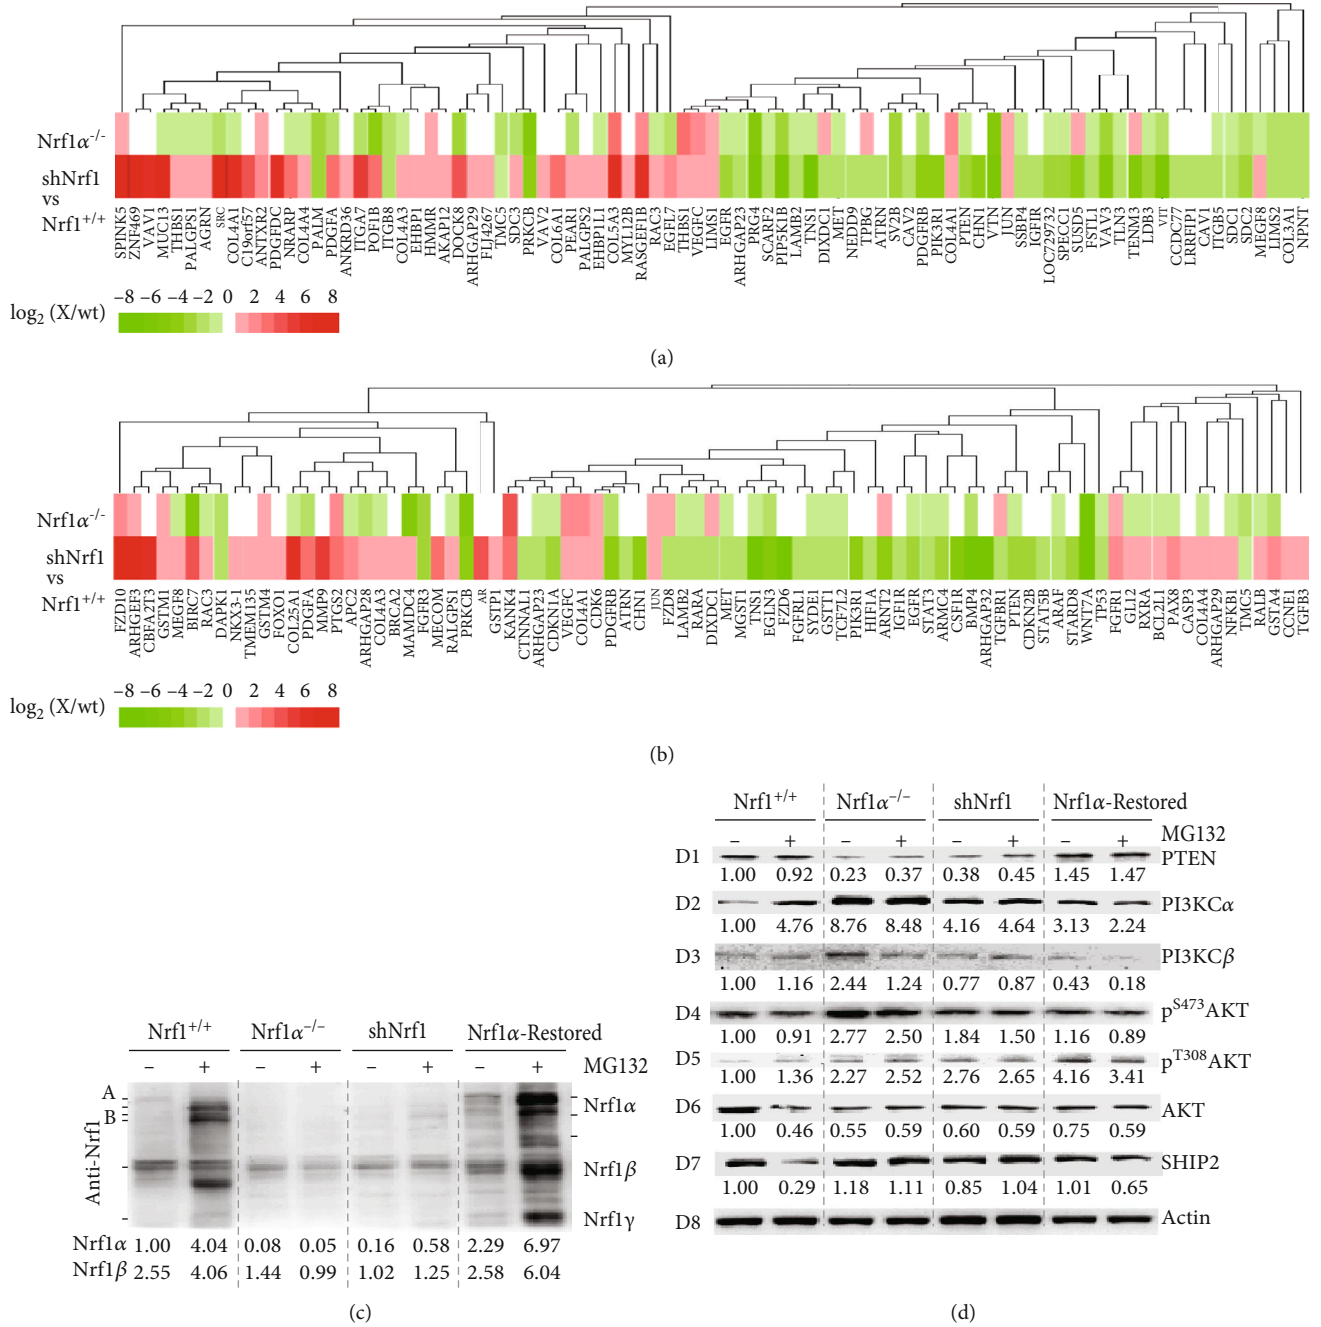 Nrf1α-/-
shNrf1
vs
Nrf1+/+
SPINK5 ZNF469 VAV1 MUC13 THBS1 PALGPS1 AGRN SRC COL4A1 C19orf57 ANTXR2 PDGFDC NRARP COL4A4 PALM PDGFA ANKRD36 ITGA7 POF1B ITGB8 COL4A3 EHBP1 HMMR AKAP12 DOCK8 ARHGAP29 FLJ4267 TMC5 SDC3 PRKCB VAV2 COL6A1 PEAR1 PALGPS2 EHBP1L1 COL5A3 MYL12B RASGEF1B RAC3 EGFL7 THBS1 VEGFC LIMS1 EGFR ARHGAP23 PRG4 SCARF2 PIP5K1B LAMB2 TNS1 DIXDC1 MET NEDD9 TPBG ATRN SV2B CAV2 PDGFRB PIK3R1 COL4A1 PTEN CHN1 VTN JUN SSBP4 IGFIR LOC729732 SPECC1 SUSD5 FSTL1 VAV3 TLN3 TENM3 LDB3 VIT CCDC77 LRRFIP1 CAV1 ITGB5 SDC1 SDC2 MEGF8 LIMS2 COL3A1 NPNT
−8 −6 −4 −2 0 2 4 6 8
log2 (X/wt)
(a)
Nrf1α-/-
shNrf1
vs
Nrf1+/+
FZD10 ARHGEF3 CBFA2T3 GSTM1 MEGF8 BIRC7 RAC3 DAPK1 NKX3-1 TMEM135 GSTM4 FOXO1 COL25A1 PDGFA MMP9 PTGS2 APC2 ARHGAP28 COL4A3 BRCA2 MAMDC4 FGFR3 MECOM RALGPS1 PRKCB AR GSTP1 KANK4 CTNNAL1 ARHGAP23 CDKN1A VEGFC COL4A1 CDK6 PDGFRB ATRN CHN1 JUN FZD8 LAMB2 RARA DIXDC1 MET MGST1 TNS1 EGLN3 FZD6 FGFRL1 SYDE1 GSTT1 TCF7L2 PIK3R1 HIF1A ARNT2 IGFIR EGFR STAT3 ARMC4 CSF1R BMP4 ARHGAP32 TGFBR1 PTEN CDKN2B STAT5B ARAF STARD8 WNT7A TP53 FGFR1 GL12 RXRA BCL2L1 PAX8 CASP3 COL4A4 ARHGAP29 NFKB1 TMC5 RALB GST1A4 CCNE1 TGFB3
−8 −6 −4 −2 0 2 4 6 8
log2 (X/wt)
(b)
Nrf1+/+ Nrf1α−/− shNrf1 Nrf1α-Restored
− + − + − + − + MG132
A
B
Anti-Nrf1
Nrf1α
Nrf1β
Nrf1γ
Nrf1α 1.00 4.04 0.08 0.05 0.16 0.58 2.29 6.97
Nrf1β 2.55 4.06 1.44 0.99 1.02 1.25 2.58 6.04
(c)
Nrf1+/+ Nrf1α−/− shNrf1 Nrf1α-Restored
− + − + − + − + MG132
D1 PTEN
1.00 0.92 0.23 0.37 0.38 0.45 1.45 1.47
D2 PI3KCα
1.00 4.76 8.76 8.48 4.16 4.64 3.13 2.24
D3 PI3KCβ
1.00 1.16 2.44 1.24 0.77 0.87 0.43 0.18
D4 pS473AKT
1.00 0.91 2.77 2.50 1.84 1.50 1.16 0.89
D5 pT308AKT
1.00 1.36 2.27 2.52 2.76 2.65 4.16 3.41
D6 AKT
1.00 0.46 0.55 0.59 0.60 0.59 0.75 0.59
D7 SHIP2
1.00 0.29 1.18 1.11 0.85 1.04 1.01 0.65
D8 Actin
(d)